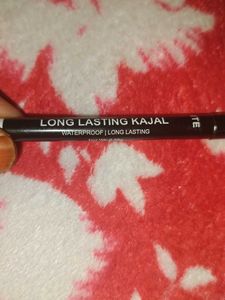 LONG LASTING KAJAL
WATERPROOF | LONG LASTING